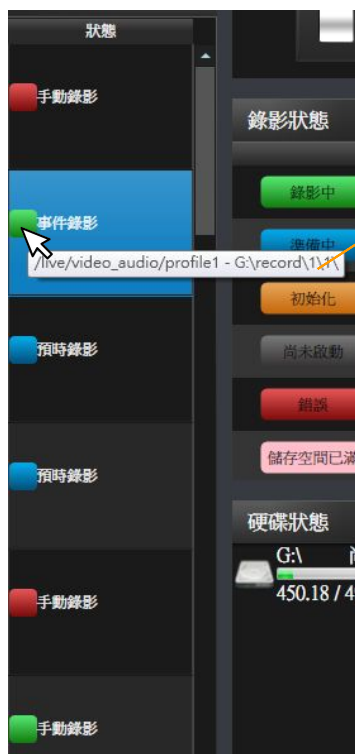 狀態
手動錄影
事件錄影
/live/video_audio/profile1 - G:\record\1\1\
預時錄影
預時錄影
手動錄影
手動錄影
錄影狀態
錄影中
準備中
初始化
尚未啟動
錯誤
儲存空間已滿
硬碟狀態
G:\
450.18 / 4